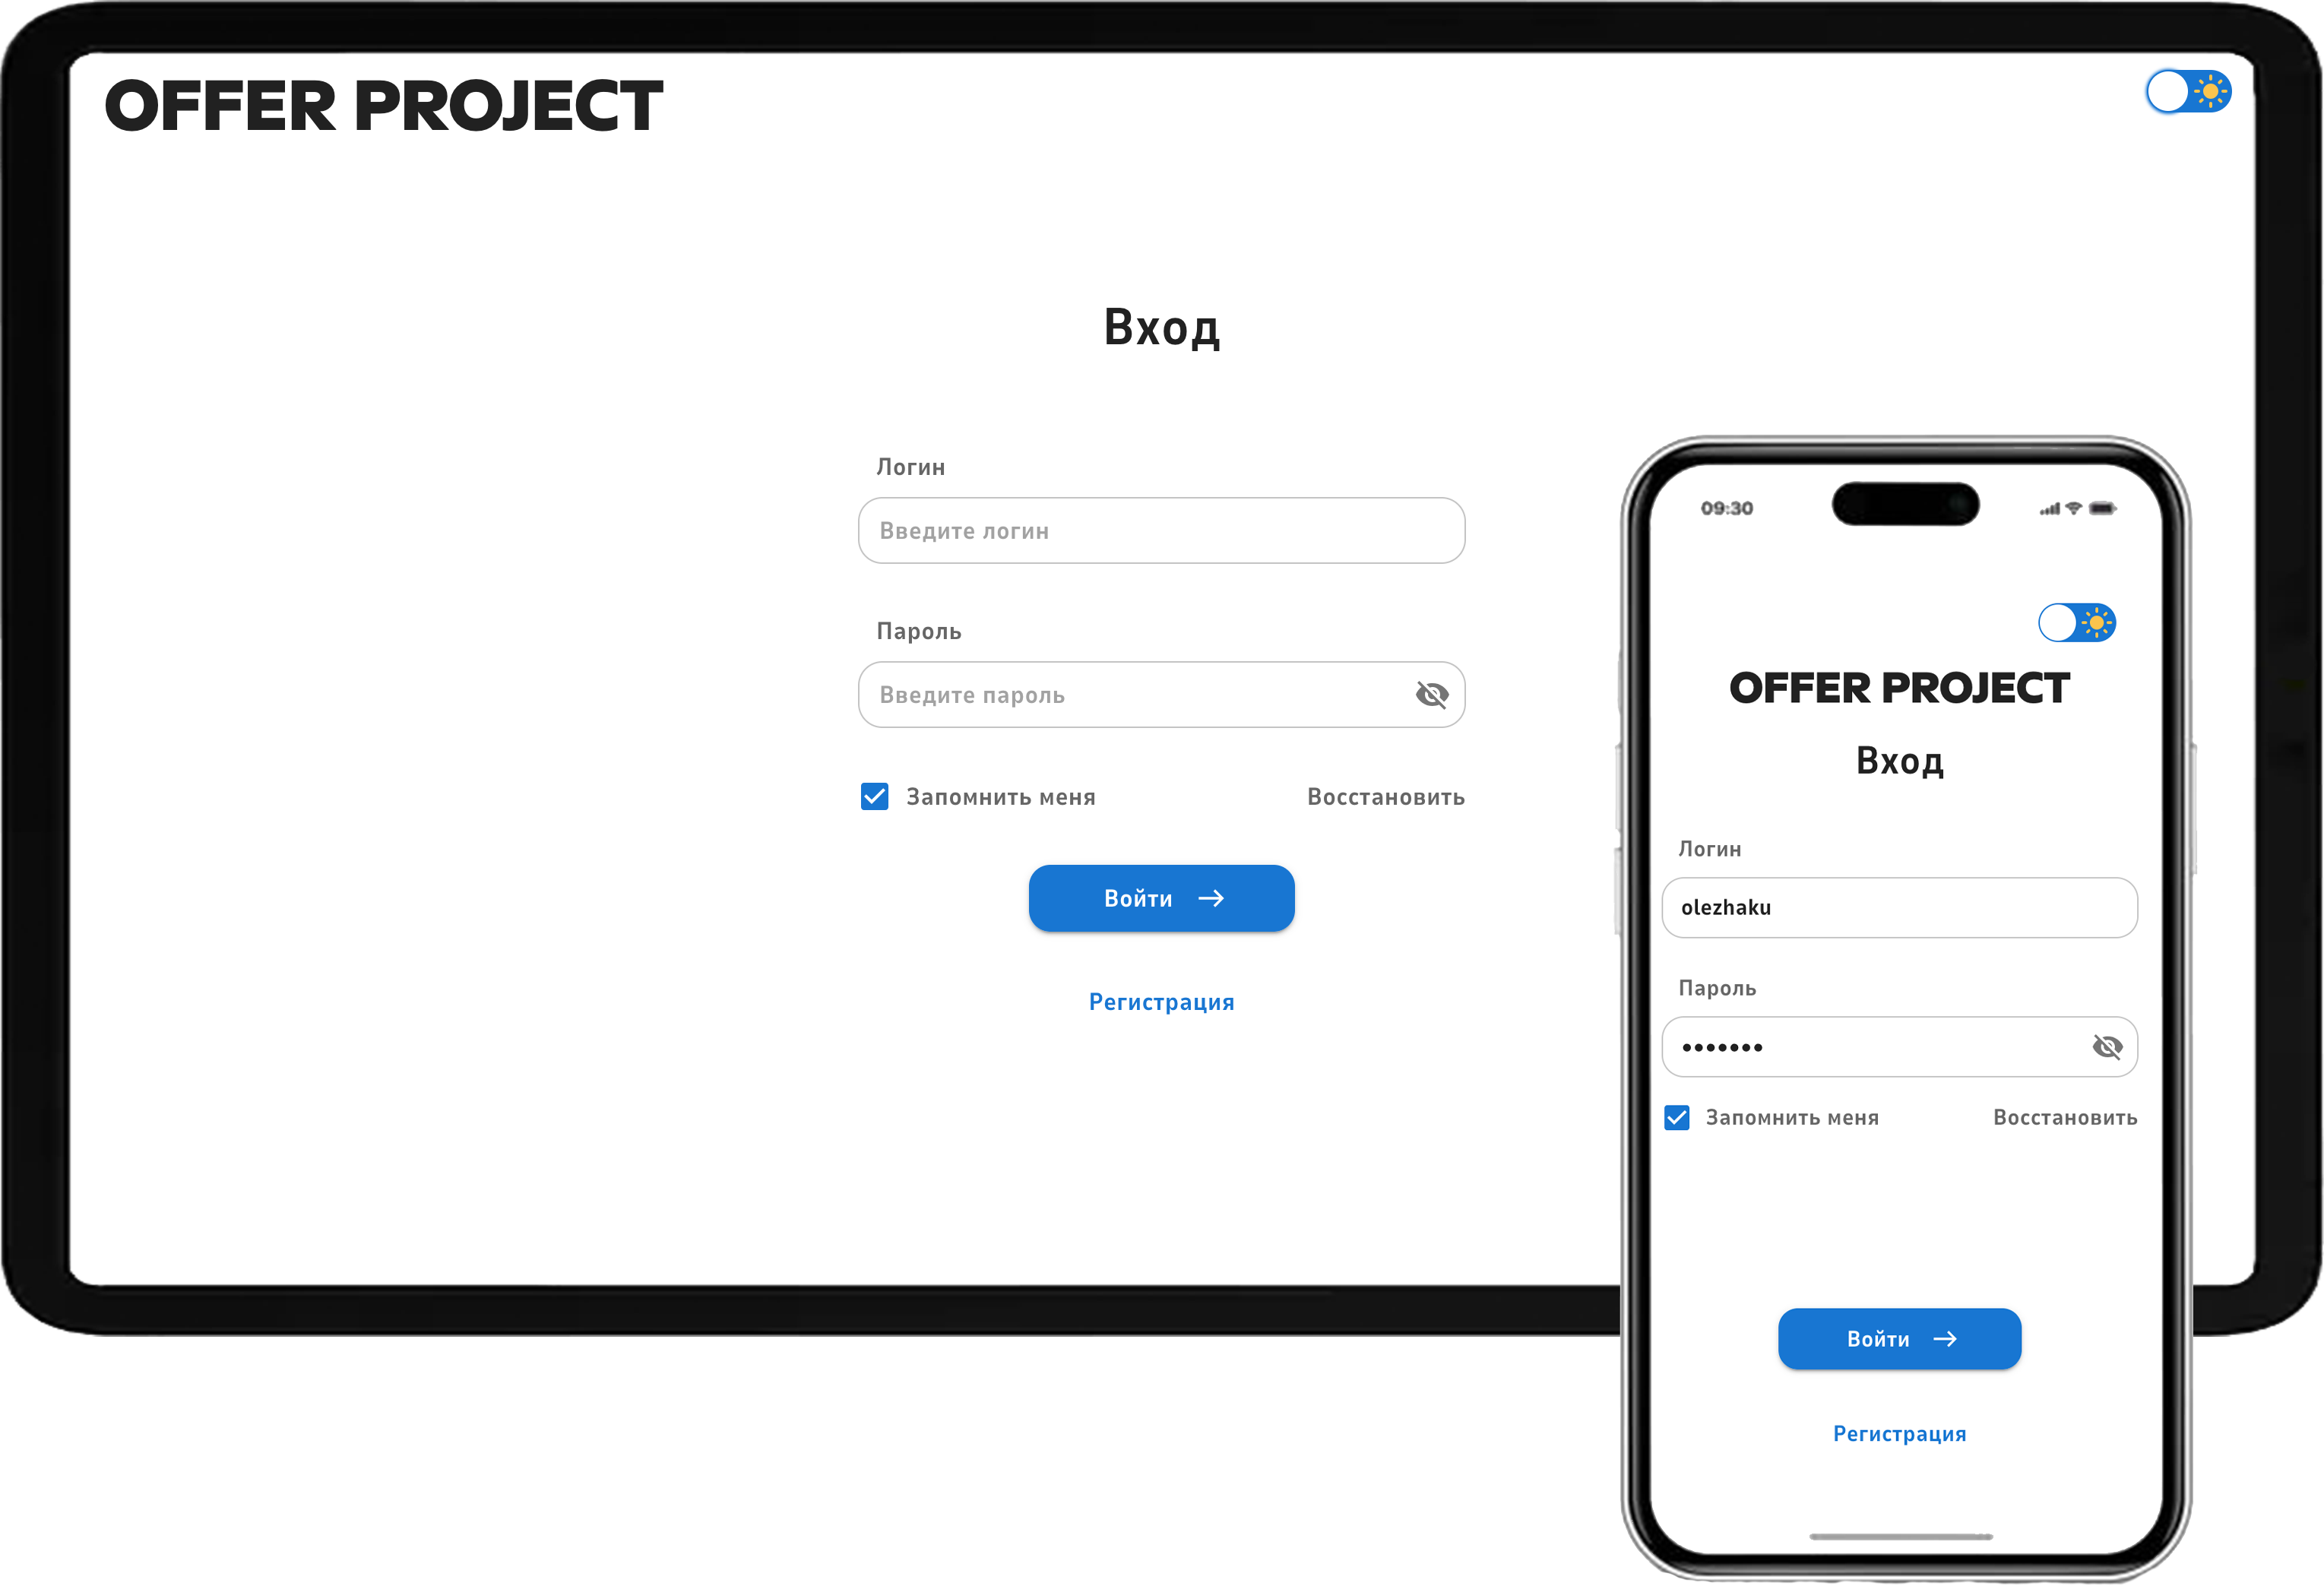 OFFER PROJECT
Вход
Логин
Введите логин
Пароль
Введите пароль
Запомнить меня
Восстановить
Войти
Регистрация
09:30
OFFER PROJECT
Вход
Логин
olezhaku
Пароль
•••••••
Запомнить меня
Восстановить
Войти
Регистрация